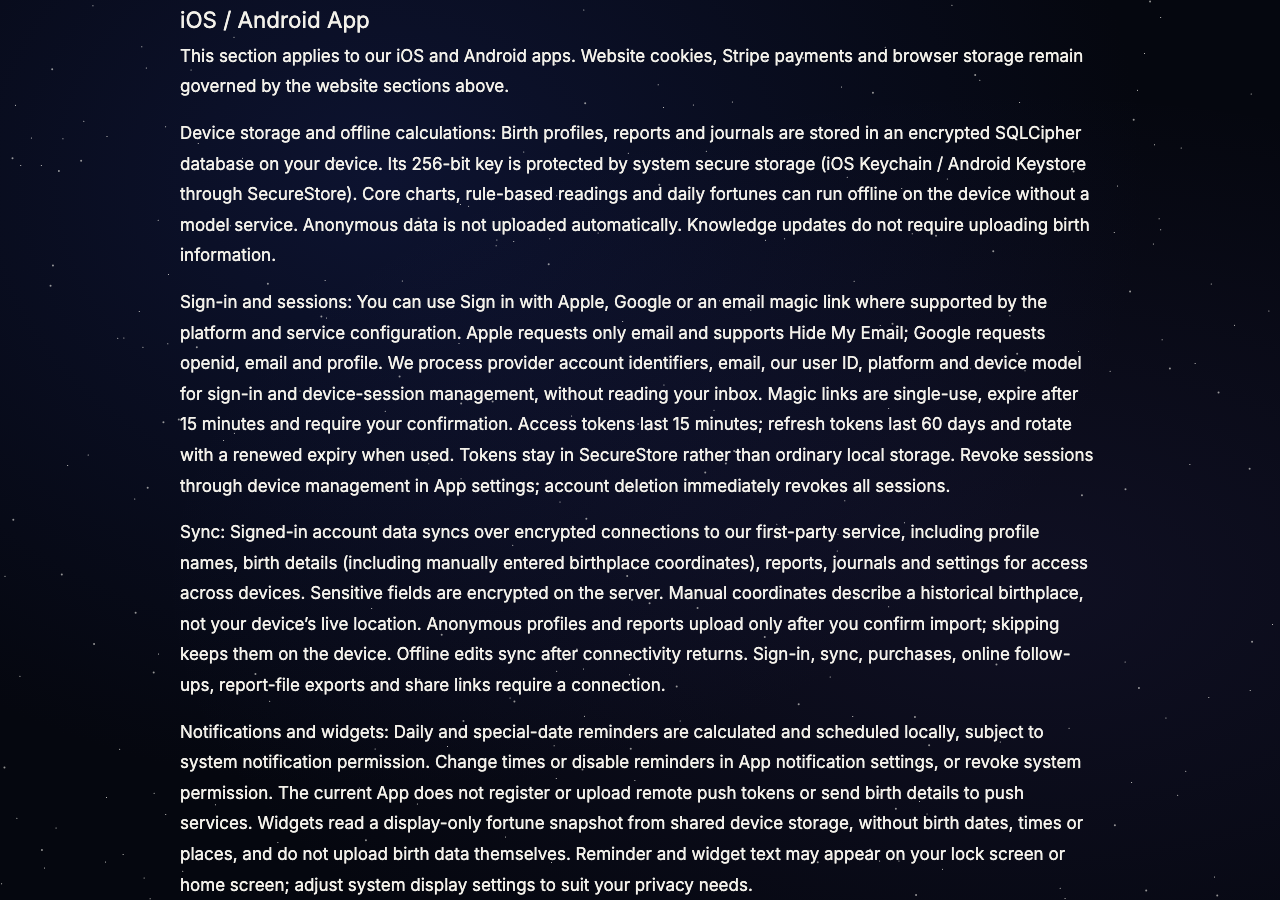 iOS / Android App
This section applies to our iOS and Android apps. Website cookies, Stripe payments and browser storage remain
governed by the website sections above.
Device storage and offline calculations: Birth profiles, reports and journals are stored in an encrypted SQLCipher
database on your device. Its 256-bit key is protected by system secure storage (iOS Keychain / Android Keystore
through SecureStore). Core charts, rule-based readings and daily fortunes can run offline on the device without a
model service. Anonymous data is not uploaded automatically. Knowledge updates do not require uploading birth
information.
Sign-in and sessions: You can use Sign in with Apple, Google or an email magic link where supported by the
platform and service configuration. Apple requests only email and supports Hide My Email; Google requests
openid, email and profile. We process provider account identifiers, email, our user ID, platform and device model
for sign-in and device-session management, without reading your inbox. Magic links are single-use, expire after
15 minutes and require your confirmation. Access tokens last 15 minutes; refresh tokens last 60 days and rotate
with a renewed expiry when used. Tokens stay in SecureStore rather than ordinary local storage. Revoke sessions
through device management in App settings; account deletion immediately revokes all sessions.
Sync: Signed-in account data syncs over encrypted connections to our first-party service, including profile
names, birth details (including manually entered birthplace coordinates), reports, journals and settings for access
across devices. Sensitive fields are encrypted on the server. Manual coordinates describe a historical birthplace,
not your device’s live location. Anonymous profiles and reports upload only after you confirm import; skipping
keeps them on the device. Offline edits sync after connectivity returns. Sign-in, sync, purchases, online follow-
ups, report-file exports and share links require a connection.
Notifications and widgets: Daily and special-date reminders are calculated and scheduled locally, subject to
system notification permission. Change times or disable reminders in App notification settings, or revoke system
permission. The current App does not register or upload remote push tokens or send birth details to push
services. Widgets read a display-only fortune snapshot from shared device storage, without birth dates, times or
places, and do not upload birth data themselves. Reminder and widget text may appear on your lock screen or
home screen; adjust system display settings to suit your privacy needs.